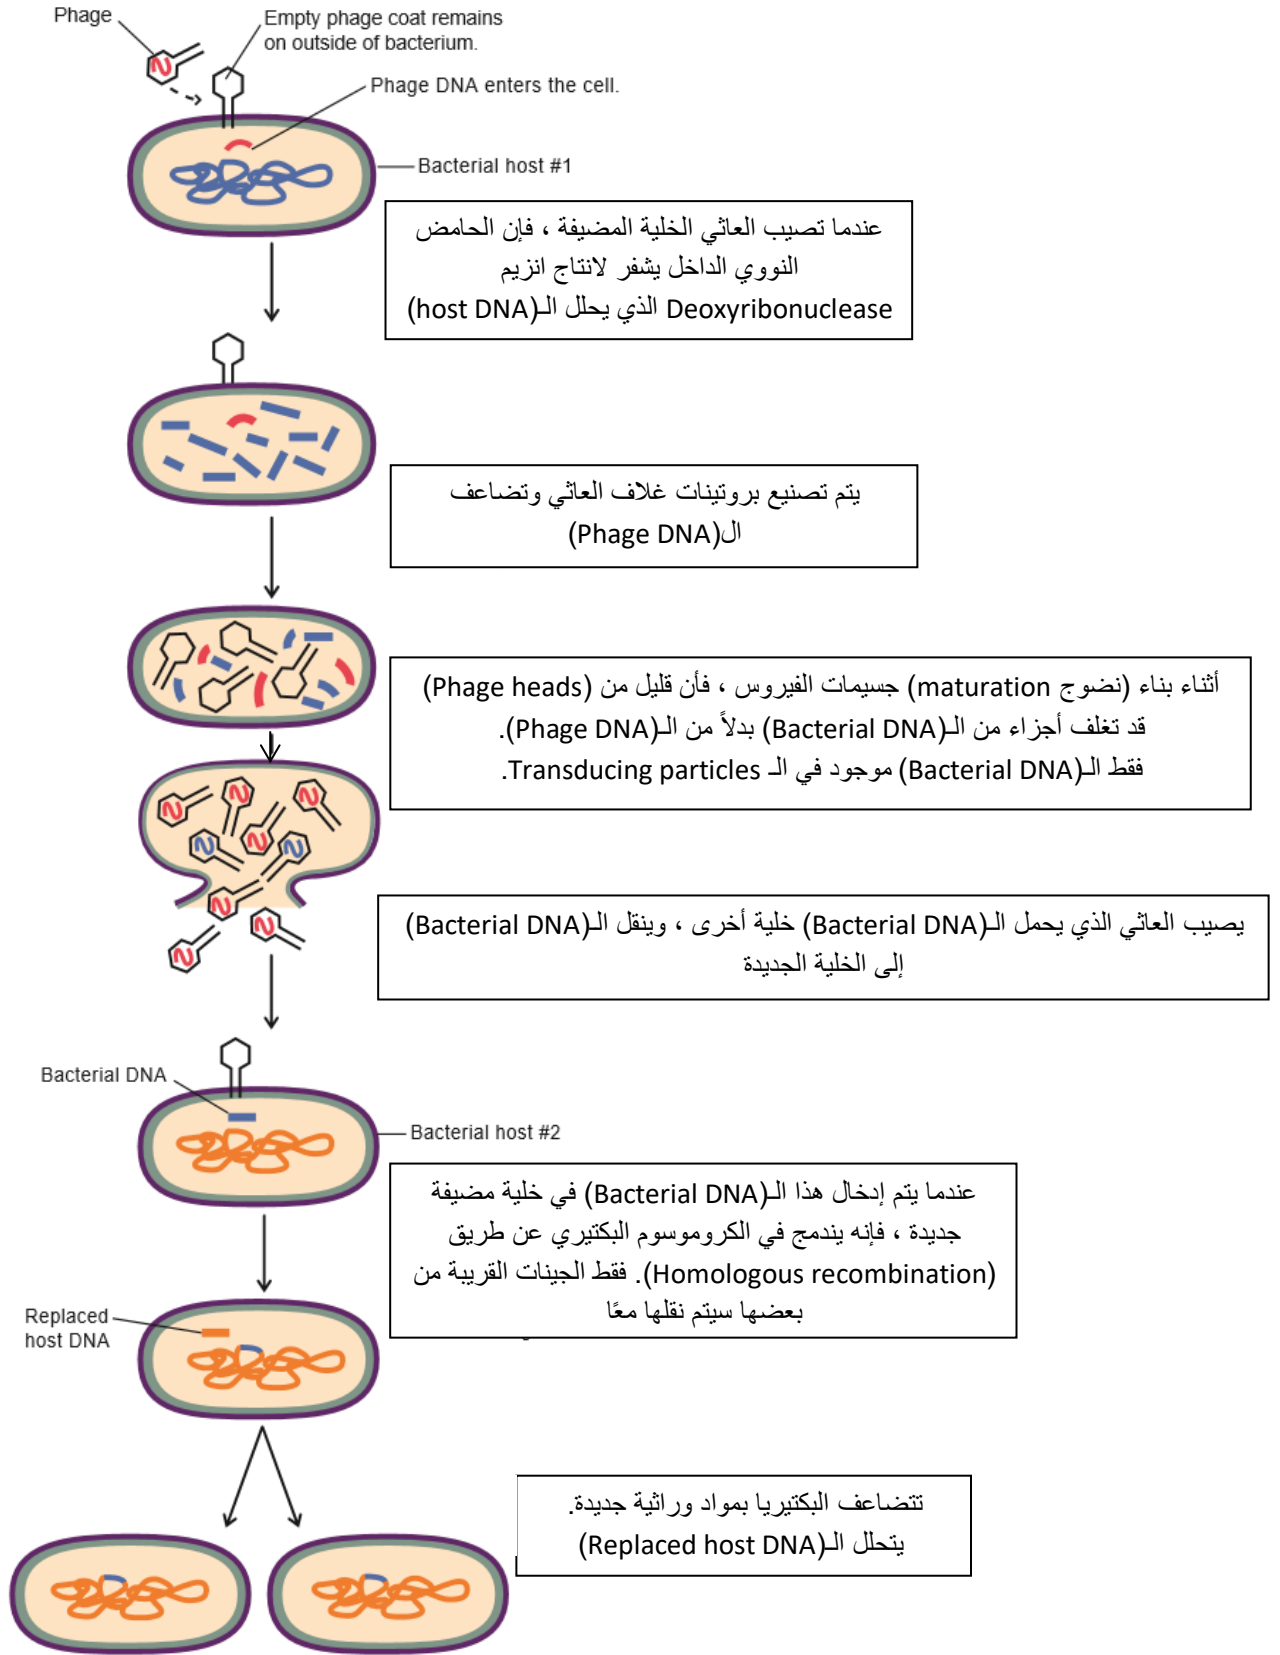 Phage
Empty phage coat remains
on outside of bacterium.
Phage DNA enters the cell.
Bacterial host #1
عندما تصيب العاثي الخلية المضيفة ، فإن الحامض
النووي الداخل يشفر لانتاج انزيم
Deoxyribonuclease الذي يحلل الـ(host DNA)
يتم تصنيع بروتينات غلاف العاثي وتضاعف
ال(Phage DNA)
أثناء بناء (نضوج maturation) جسيمات الفيروس ، فأن قليل من (Phage heads)
قد تغلف أجزاء من الـ(Bacterial DNA) بدلاً من الـ(Phage DNA).
فقط الـ(Bacterial DNA) موجود في الـ Transducing particles.
يصيب العاثي الذي يحمل الـ(Bacterial DNA) خلية أخرى ، وينقل الـ(Bacterial DNA)
إلى الخلية الجديدة
Bacterial DNA
Bacterial host #2
عندما يتم إدخال هذا الـ(Bacterial DNA) في خلية مضيفة
جديدة ، فإنه يندمج في الكروموسوم البكتيري عن طريق
(Homologous recombination). فقط الجينات القريبة من
بعضها سيتم نقلها معًا
Replaced
host DNA
تتضاعف البكتيريا بمواد وراثية جديدة.
يتحلل الـ(Replaced host DNA)